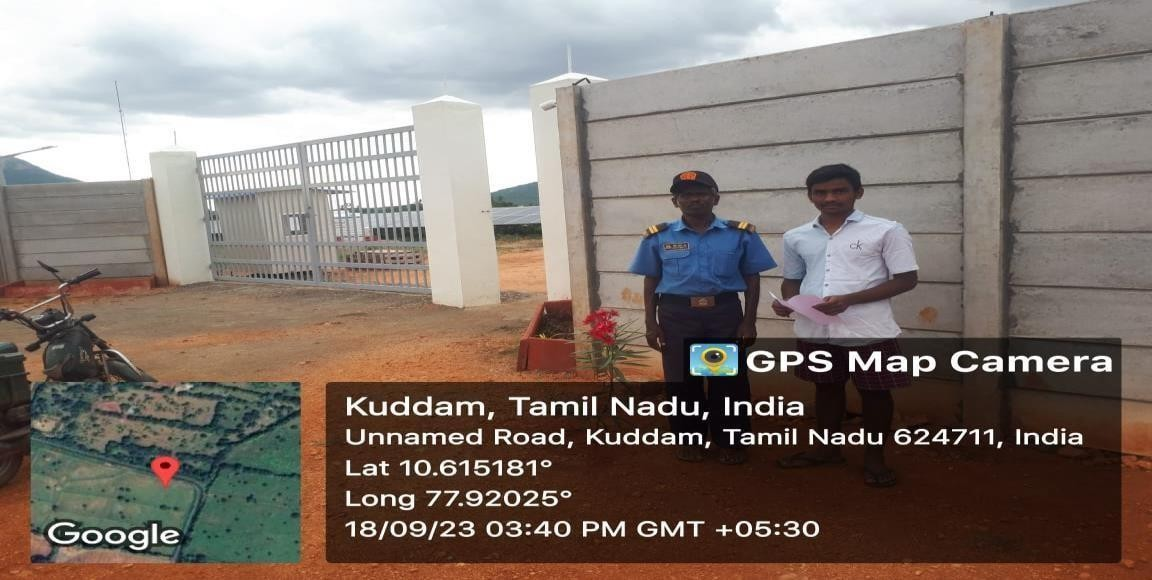 ck
GPS Map Camera
Kuddam, Tamil Nadu, India
Unnamed Road, Kuddam, Tamil Nadu 624711, India
Lat 10.615181°
Long 77.92025°
18/09/23 03:40 PM GMT +05:30
Google